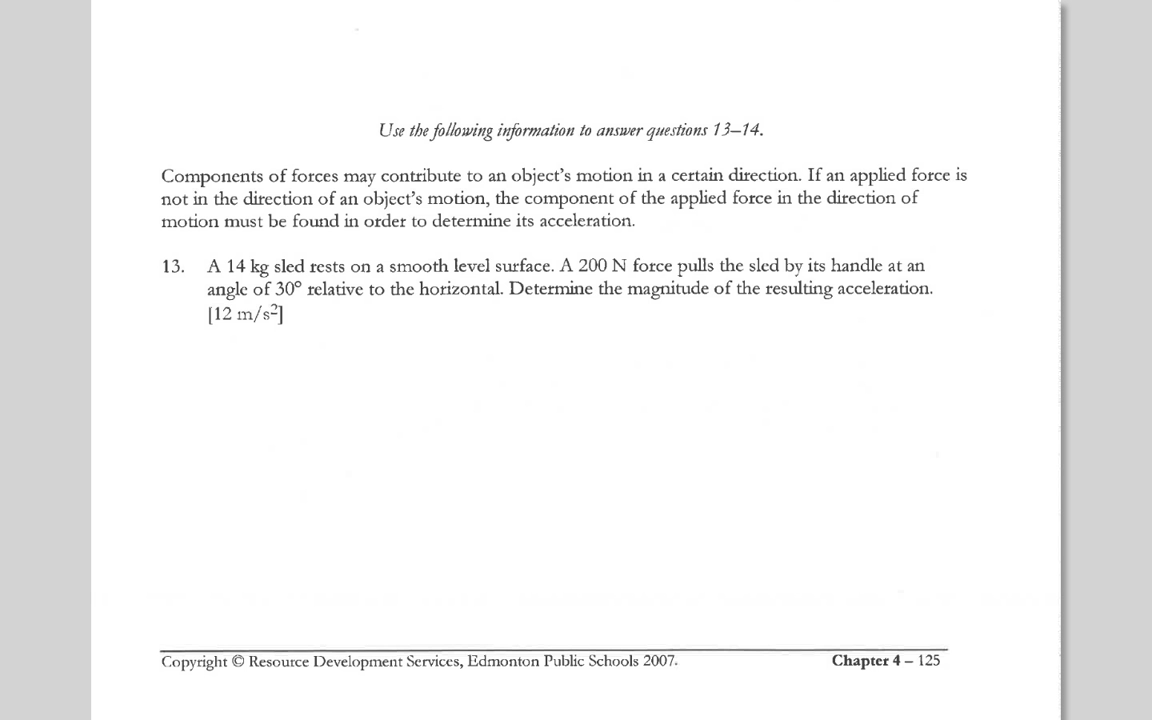 Use the following information to answer questions 13–14.
Components of forces may contribute to an object's motion in a certain direction. If an applied force is
not in the direction of an object's motion, the component of the applied force in the direction of
motion must be found in order to determine its acceleration.
13. A 14 kg sled rests on a smooth level surface. A 200 N force pulls the sled by its handle at an
angle of 30° relative to the horizontal. Determine the magnitude of the resulting acceleration.
[12 m/s²]
Copyright © Resource Development Services, Edmonton Public Schools 2007. Chapter 4 – 125